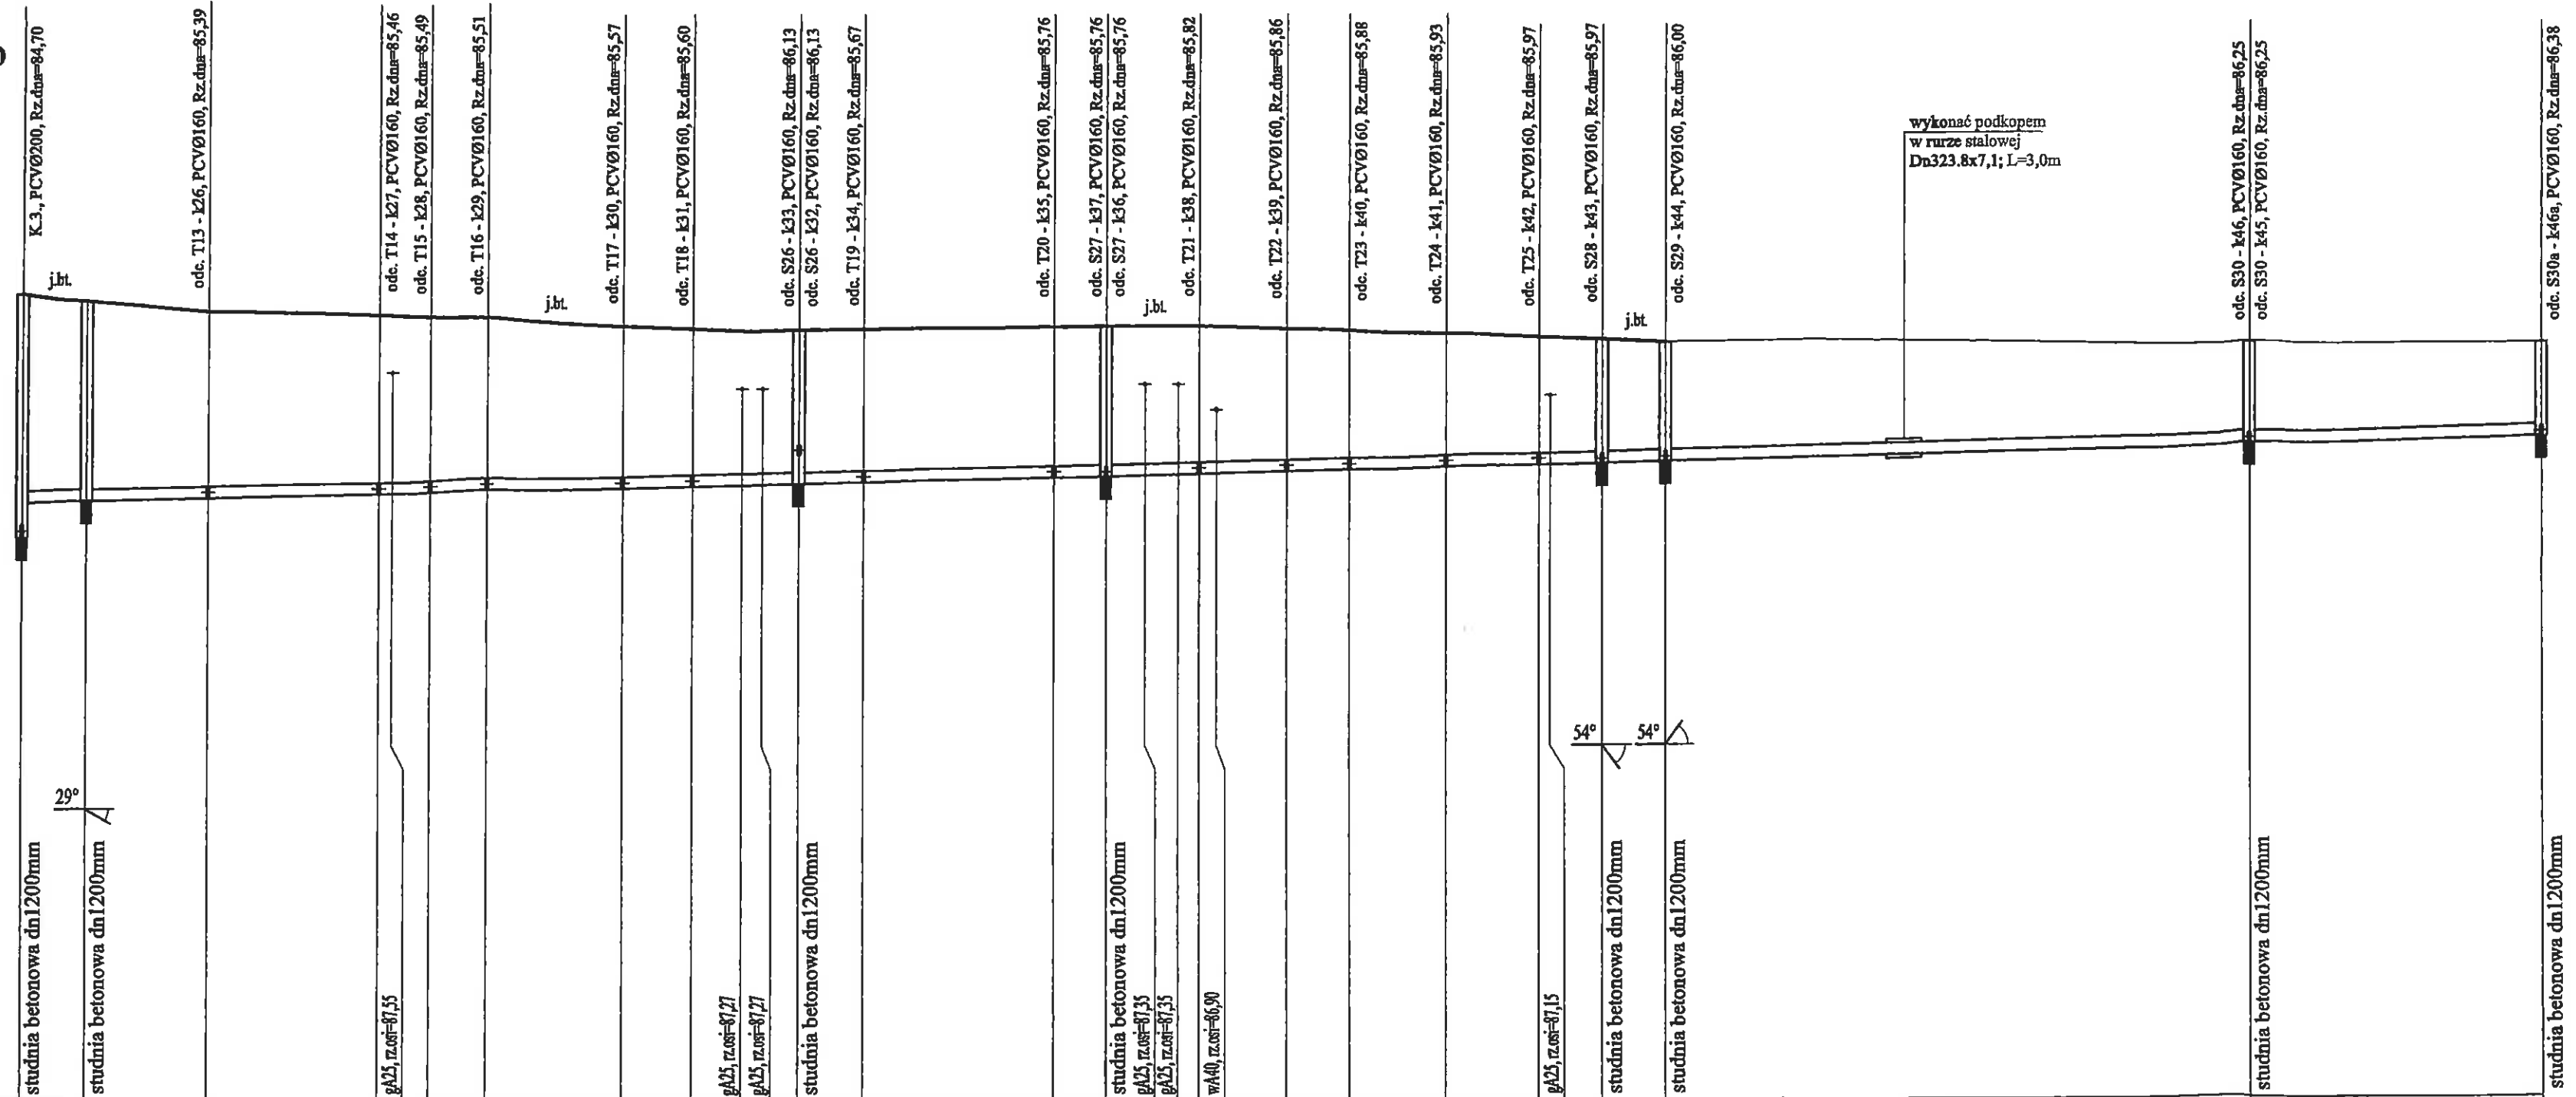 K.3., PCVØ200, Rz.dna=84,70
odc. T13 - k26, PCVØ160, Rz.dna=85,39
odc. T14 - k27, PCVØ160, Rz.dna=85,46
odc. T15 - k28, PCVØ160, Rz.dna=85,49
odc. T16 - k29, PCVØ160, Rz.dna=85,51
odc. T17 - k30, PCVØ160, Rz.dna=85,57
odc. T18 - k31, PCVØ160, Rz.dna=85,60
odc. S26 - k33, PCVØ160, Rz.dna=86,13
odc. S26 - k32, PCVØ160, Rz.dna=86,13
odc. T19 - k34, PCVØ160, Rz.dna=85,67
odc. T20 - k35, PCVØ160, Rz.dna=85,76
odc. S27 - k37, PCVØ160, Rz.dna=85,76
odc. S27 - k36, PCVØ160, Rz.dna=85,76
odc. T21 - k38, PCVØ160, Rz.dna=85,82
odc. T22 - k39, PCVØ160, Rz.dna=85,86
odc. T23 - k40, PCVØ160, Rz.dna=85,88
odc. T24 - k41, PCVØ160, Rz.dna=85,93
odc. T25 - k42, PCVØ160, Rz.dna=85,97
odc. S28 - k43, PCVØ160, Rz.dna=85,97
odc. S29 - k44, PCVØ160, Rz.dna=86,00
wykonać podkopem
w rurze stalowej
Dn323.8x7,1; L=3,0m
odc. S30 - k46, PCVØ160, Rz.dna=86,25
odc. S30 - k45, PCVØ160, Rz.dna=86,25
odc. S30a - k46a, PCVØ160, Rz.dna=86,38
j.bt.
j.bt.
j.bt.
j.bt.
29°
54°
54°
studnia betonowa dn1200mm
studnia betonowa dn1200mm
gA25, rz.osi=87,55
gA25, rz.osi=87,27
gA25, rz.osi=87,27
studnia betonowa dn1200mm
studnia betonowa dn1200mm
gA25, rz.osi=87,35
gA25, rz.osi=87,35
wA40, rz.osi=86,90
gA25, rz.osi=87,15
studnia betonowa dn1200mm
studnia betonowa dn1200mm
studnia betonowa dn1200mm
studnia betonowa dn1200mm